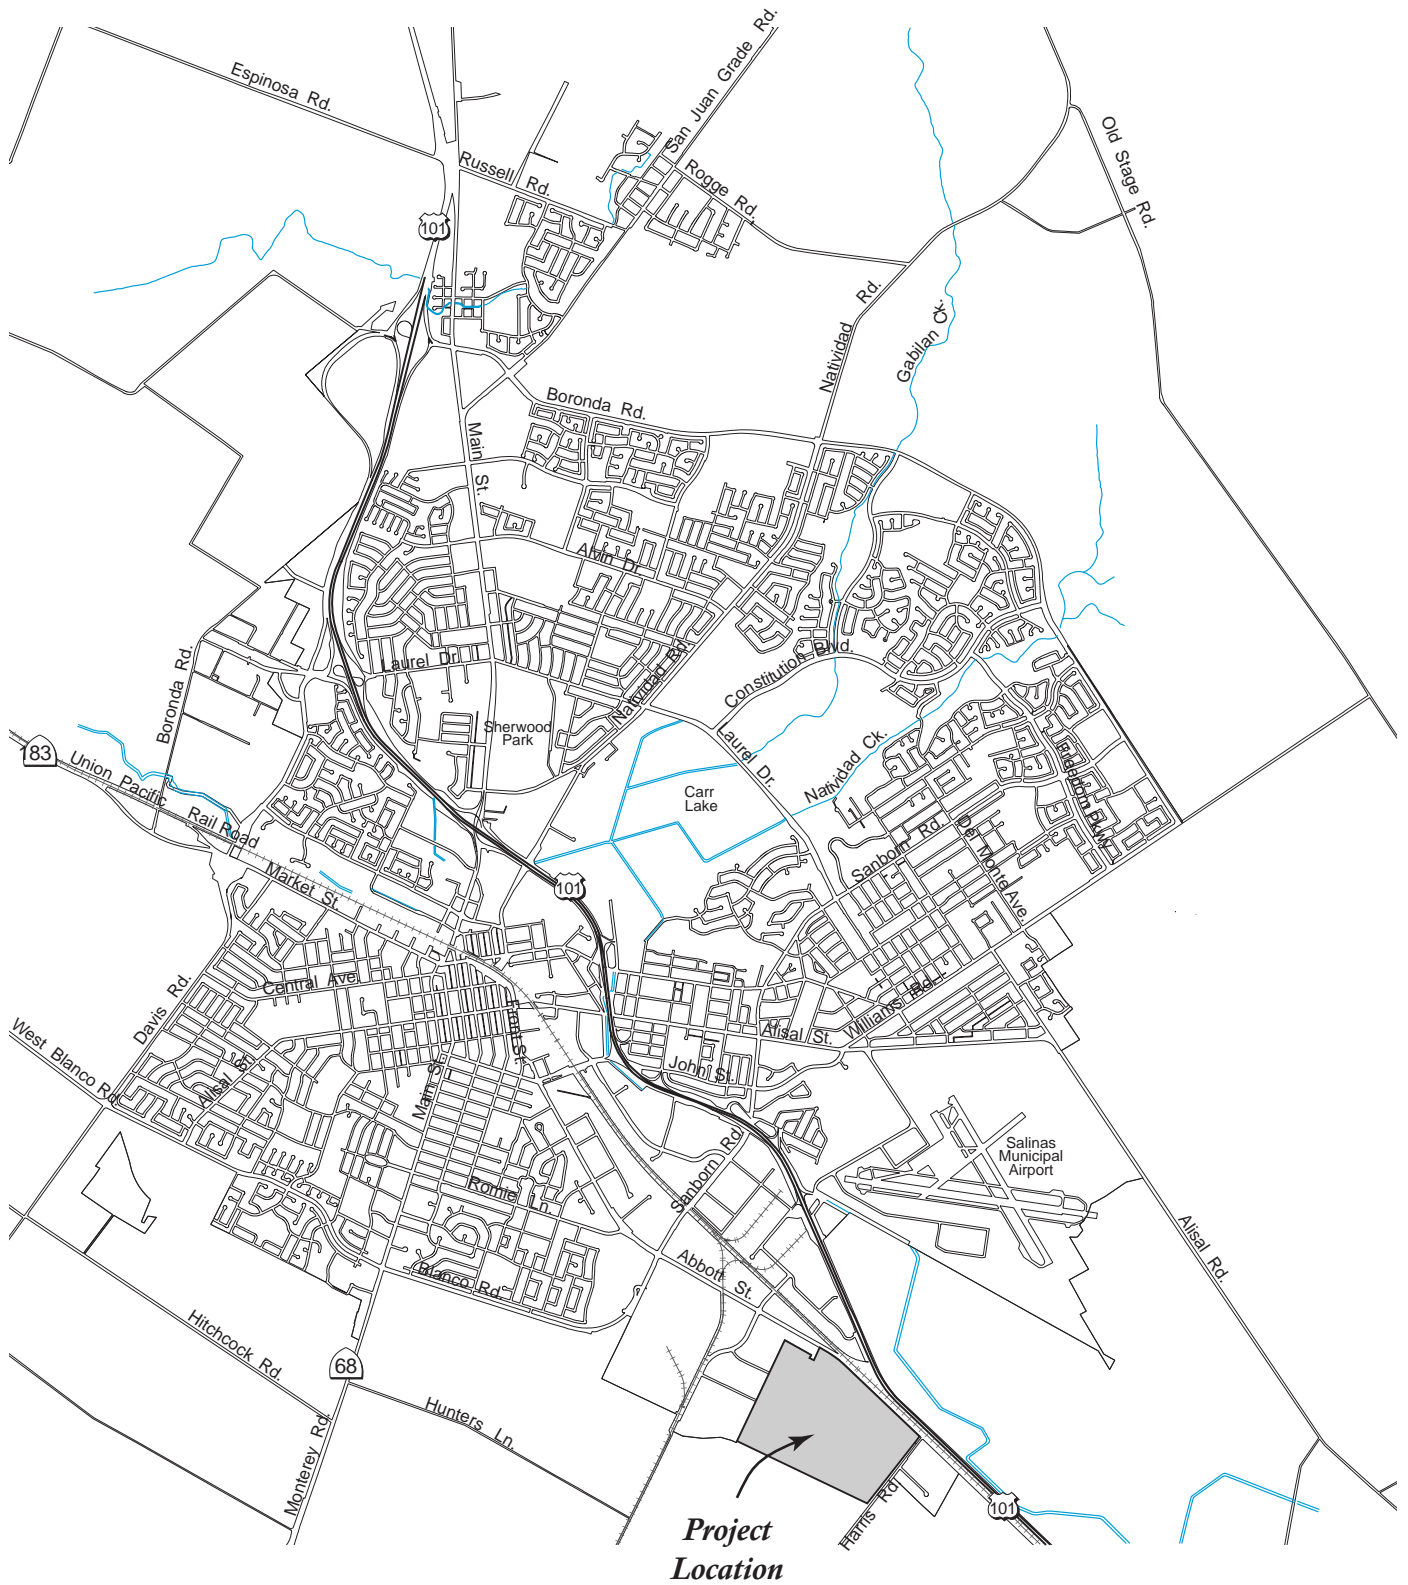 Espinosa Rd.
San Juan Grade Rd.
Russell Rd.
Rogge Rd.
Old Stage Rd.
101
Natividad Rd.
Gabilan Ck.
Boronda Rd.
Main St.
Alvin Dr.
Boronda Rd.
Laurel Dr.
Natividad Rd.
Constitution Blvd.
Sherwood
Park
Laurel Dr.
183
Union Pacific Rail Road
Carr
Lake
Natividad Ck.
Freedom Pkwy
Sanborn Rd.
Del Monte Ave.
Market St.
101
Central Ave.
Davis Rd.
Front St.
Williams Rd.
Alisal St.
West Blanco Rd.
Alisal St.
Main St.
John St.
Salinas
Municipal
Airport
Sanborn Rd.
Romie Ln.
Alisal Rd.
Abbott St.
Blanco Rd.
Hitchcock Rd.
68
Hunters Ln.
Monterey Rd.
Harris Rd.
101
Project
Location